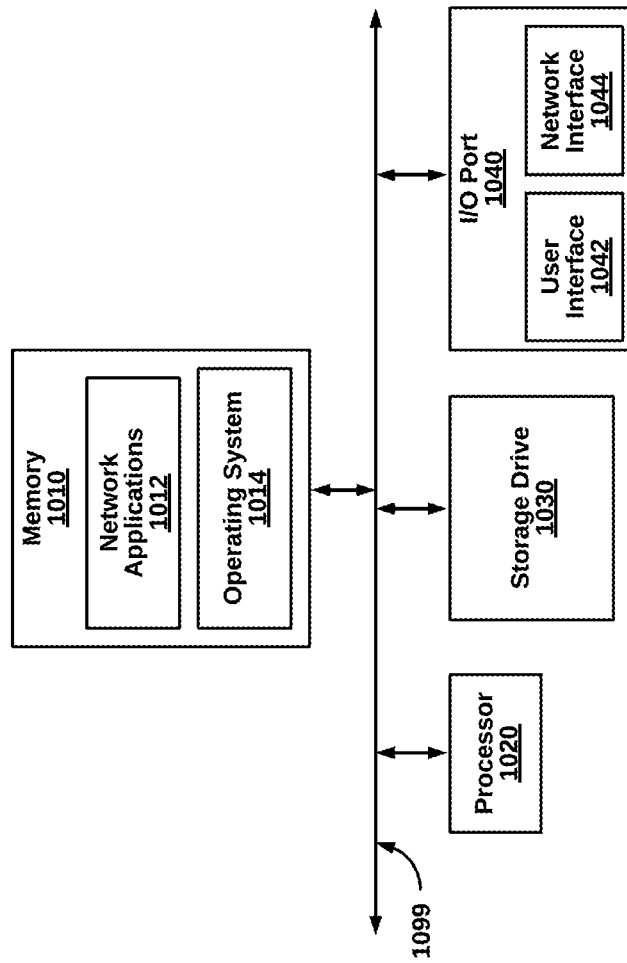 Memory
1010
Network
Applications
1012
Operating System
1014
1099
Processor
1020
Storage Drive
1030
I/O Port
1040
User
Interface
1042
Network
Interface
1044